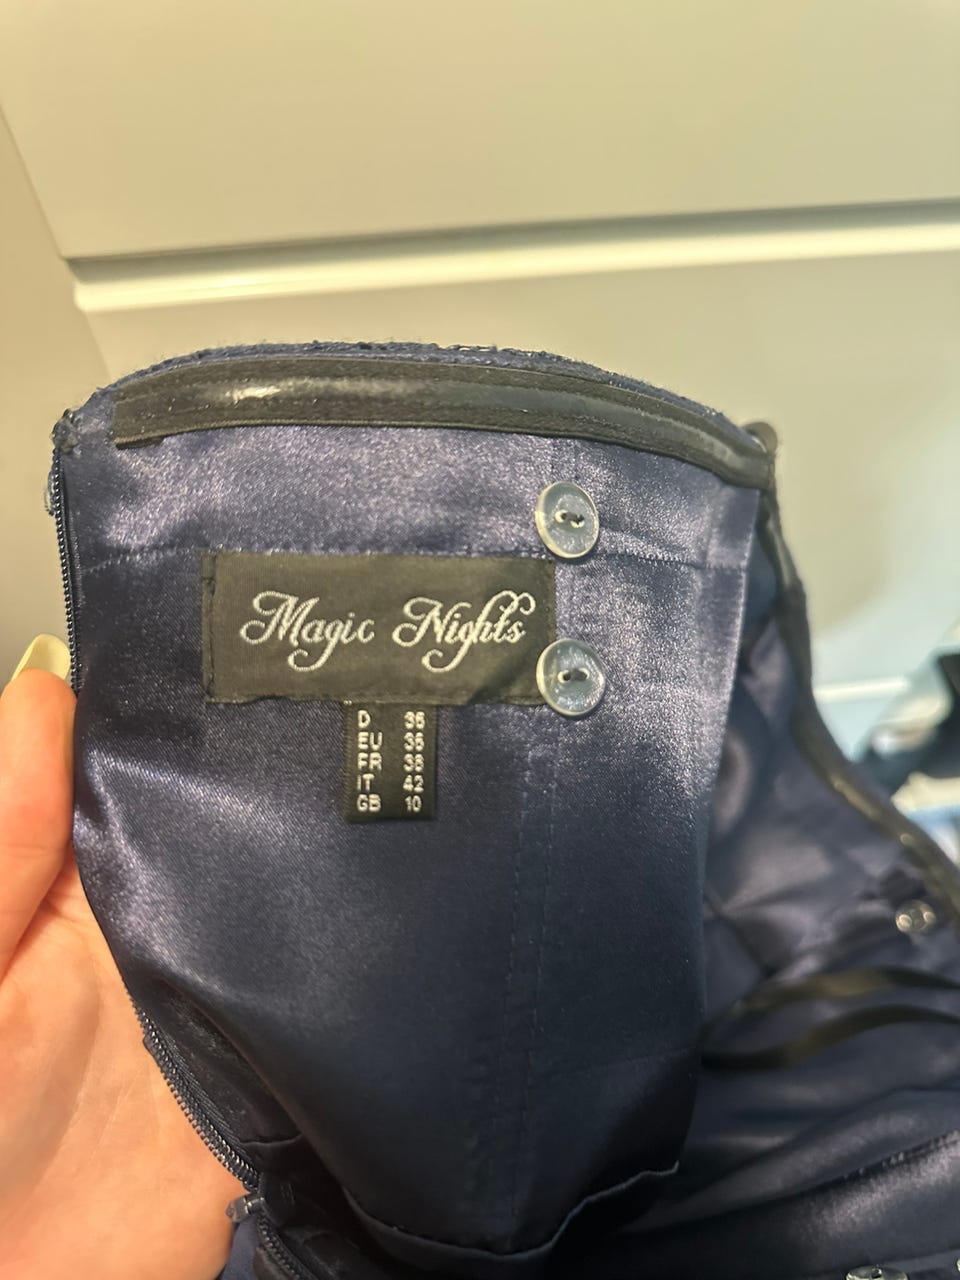 Magic Nights
D 36
EU 36
FR 38
IT 42
GB 10